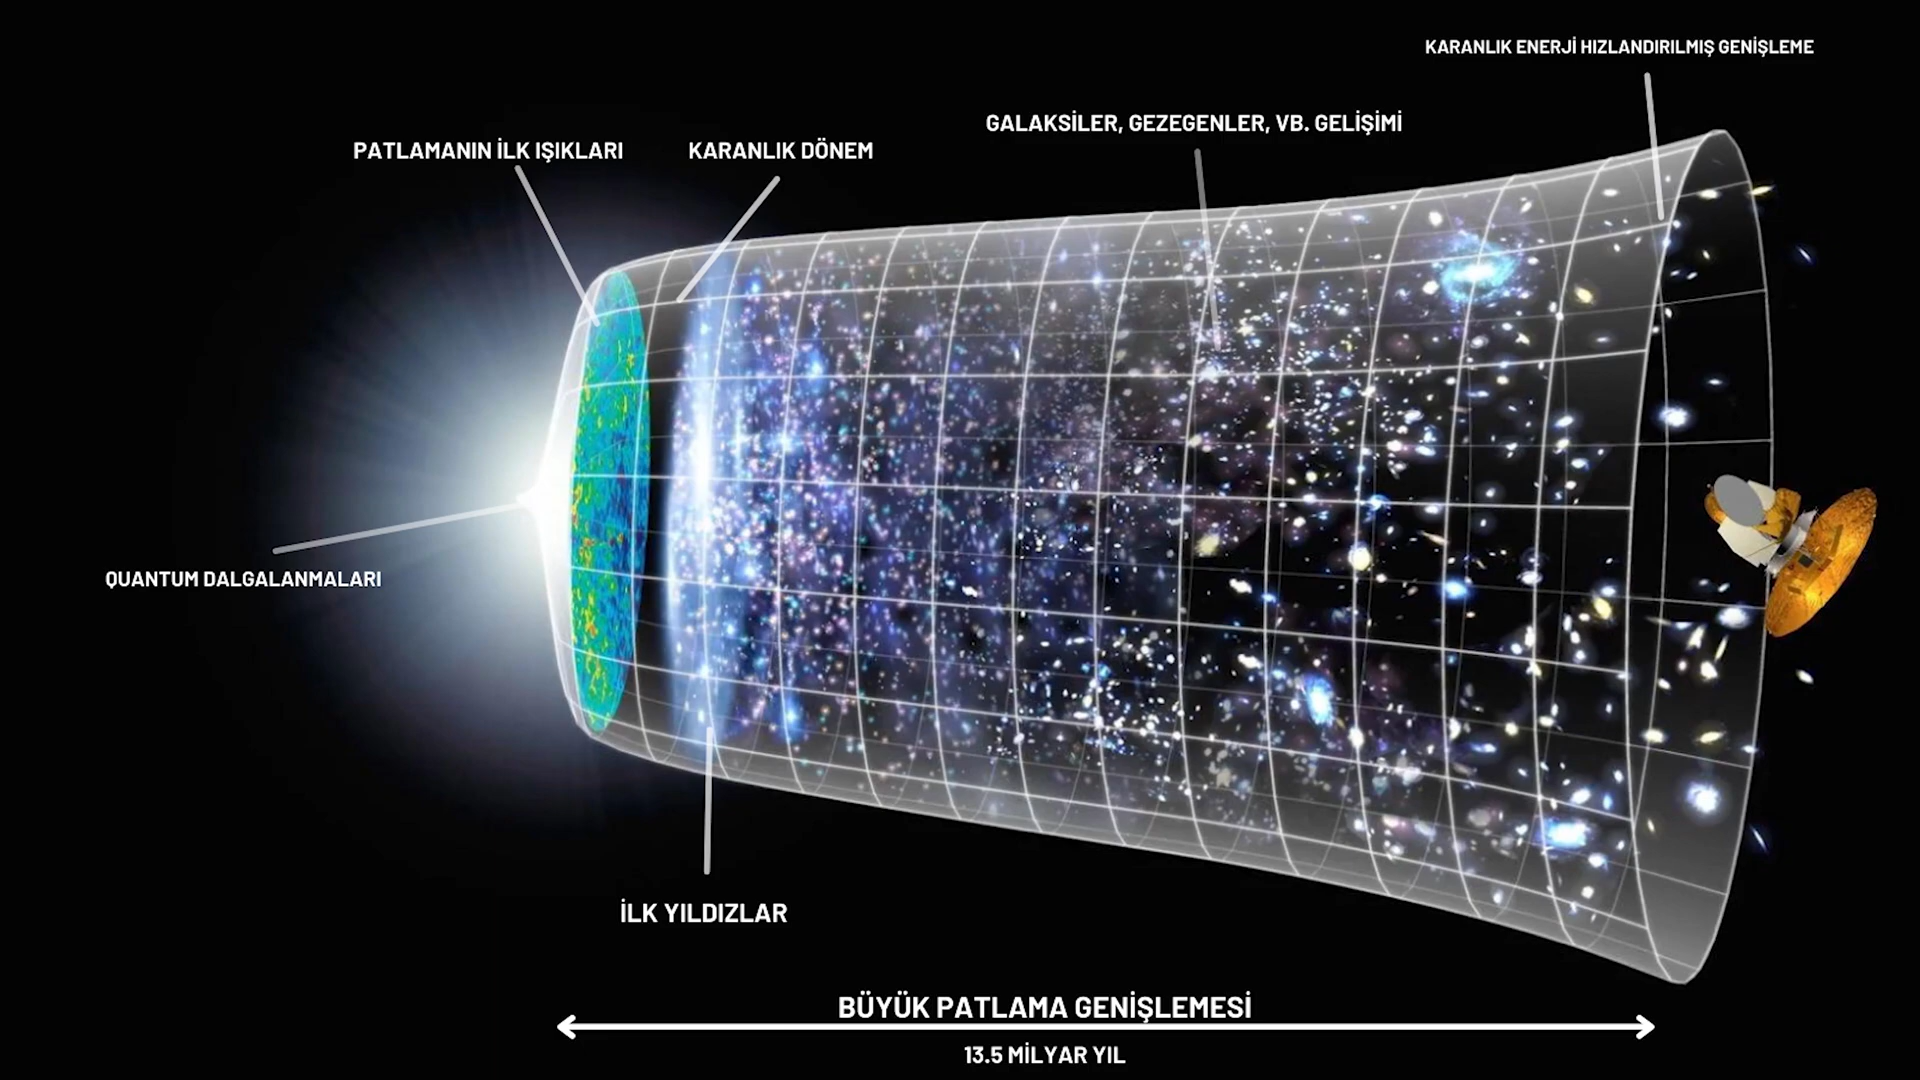 KARANLIK ENERJİ HIZLANDIRILMIŞ GENİŞLEME
GALAKSİLER, GEZEGENLER, VB. GELİŞİMİ
PATLAMANIN İLK IŞIKLARI
KARANLIK DÖNEM
QUANTUM DALGALANMALARI
İLK YILDIZLAR
BÜYÜK PATLAMA GENİŞLEMESİ
13.5 MİLYAR YIL